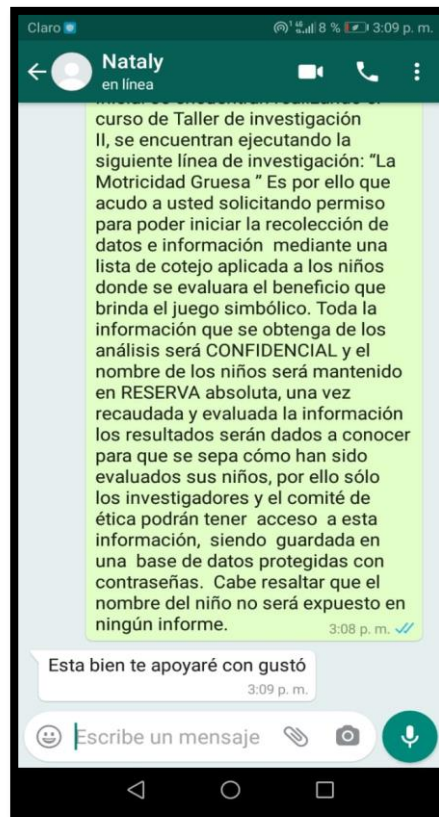 Claro
8 % 3:09 p. m.
Nataly
en línea
curso de Taller de investigación
II, se encuentran ejecutando la
siguiente línea de investigación: “La
Motricidad Gruesa ” Es por ello que
acudo a usted solicitando permiso
para poder iniciar la recolección de
datos e información mediante una
lista de cotejo aplicada a los niños
donde se evaluara el beneficio que
brinda el juego simbólico. Toda la
información que se obtenga de los
análisis será CONFIDENCIAL y el
nombre de los niños será mantenido
en RESERVA absoluta, una vez
recaudada y evaluada la información
los resultados serán dados a conocer
para que se sepa cómo han sido
evaluados sus niños, por ello sólo
los investigadores y el comité de
ética podrán tener acceso a esta
información, siendo guardada en
una base de datos protegidas con
contraseñas. Cabe resaltar que el
nombre del niño no será expuesto en
ningún informe.
3:08 p. m.
Esta bien te apoyaré con gustó
3:09 p. m.
Escribe un mensaje